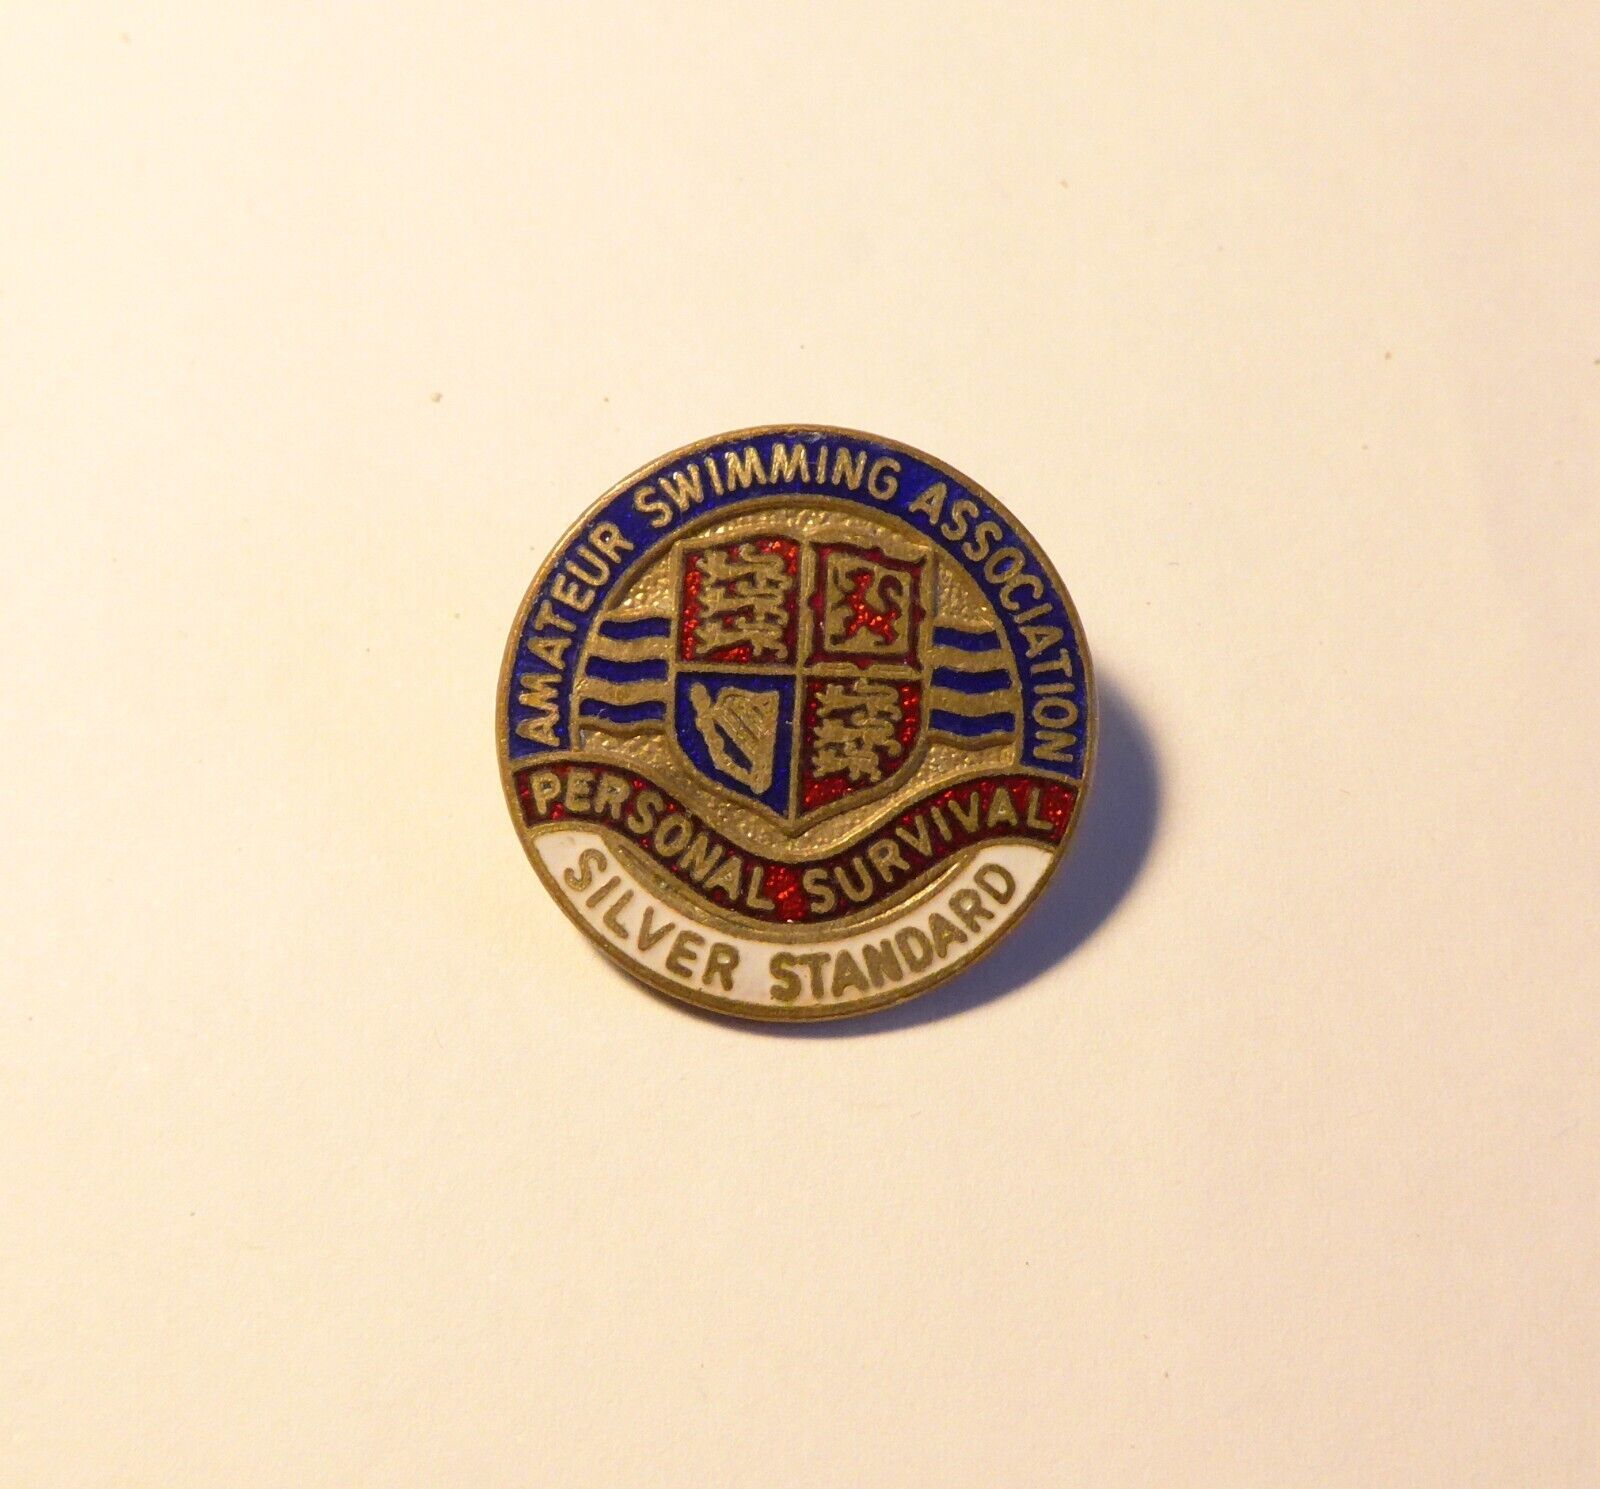 AMATEUR SWIMMING ASSOCIATION
PERSONAL SURVIVAL
SILVER STANDARD